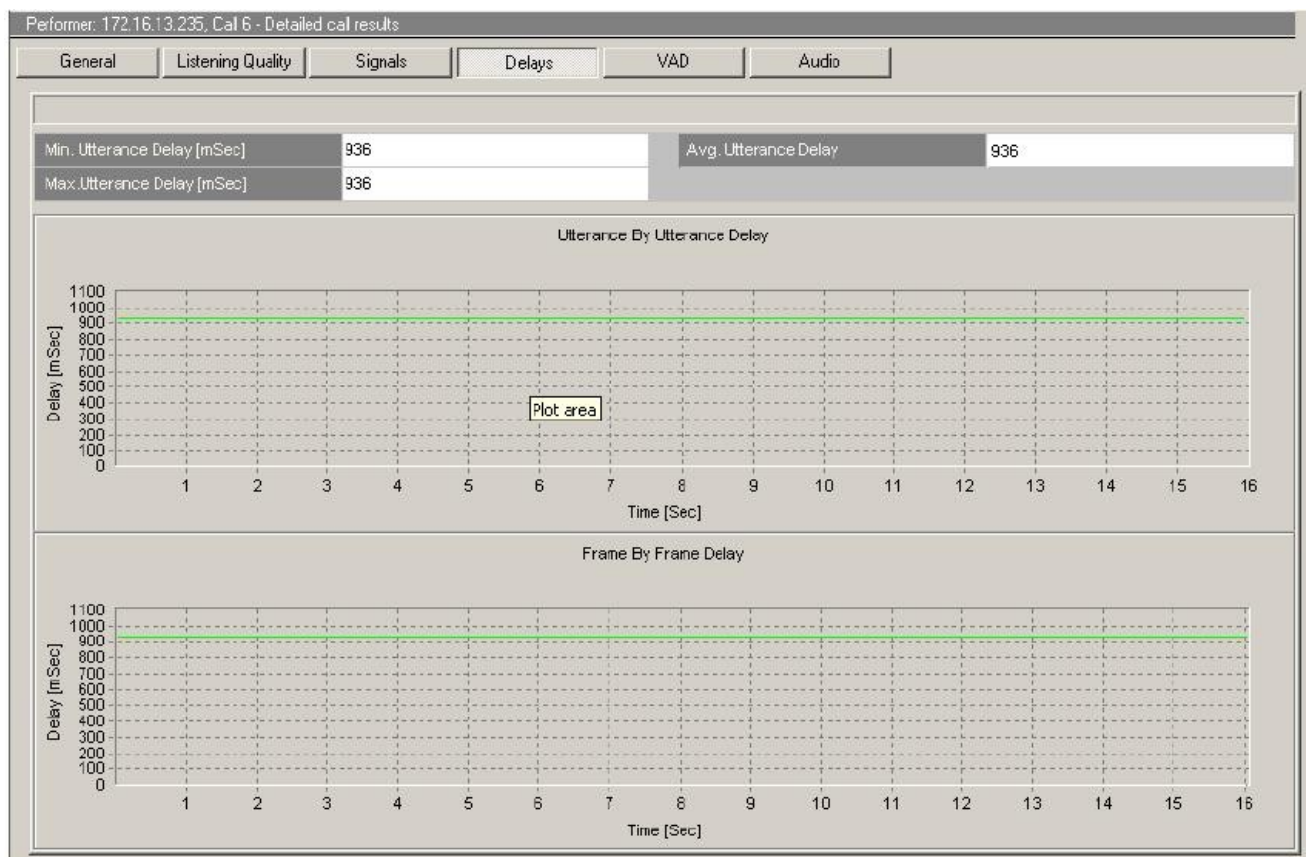 Performer: 172.16.13.235, Call 6 - Detailed call results
General Listening Quality Signals Delays VAD Audio
Min. Utterance Delay [mSec] 936 Avg. Utterance Delay 936
Max.Utterance Delay [mSec] 936
Utterance By Utterance Delay
1100
1000
900
800
700
600
500
400
300
200
100
0
Delay [mSec]
Plot area
1 2 3 4 5 6 7 8 9 10 11 12 13 14 15 16
Time [Sec]
Frame By Frame Delay
1100
1000
900
800
700
600
500
400
300
200
100
0
Delay [mSec]
1 2 3 4 5 6 7 8 9 10 11 12 13 14 15 16
Time [Sec]